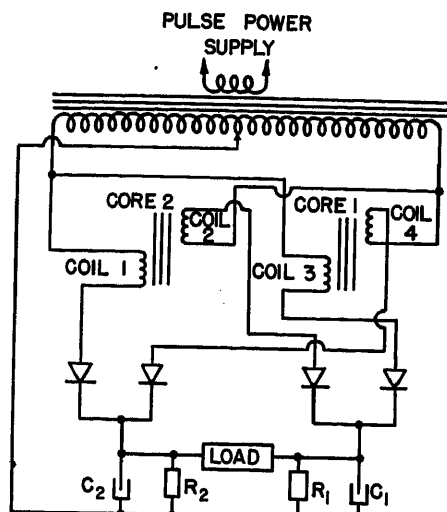 PULSE POWER
SUPPLY
CORE 2
COIL
2
CORE 1
COIL
4
COIL 1
COIL 3
LOAD
C2
R2
R1
C1